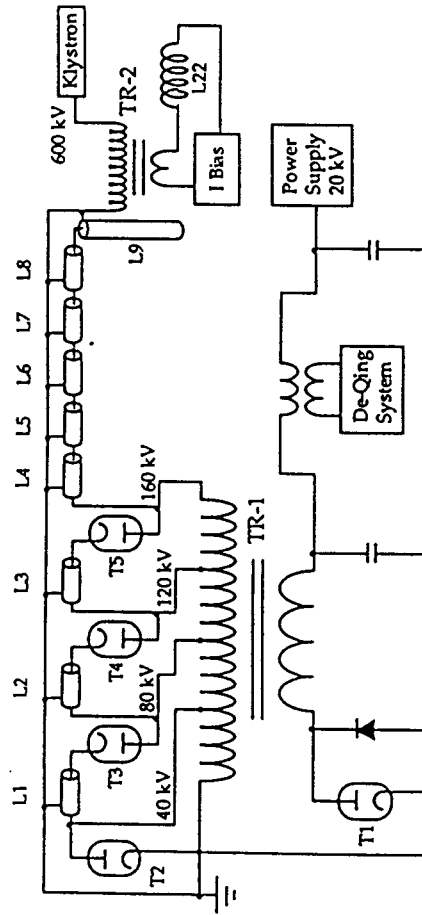 L1
L2
L3
L4
L5
L6
L7
L8
600 kV
Klystron
TR-2
L22
I Bias
L9
T2
T3
T4
T5
40 kV
80 kV
120 kV
160 kV
TR-1
T1
De-Qing
System
Power
Supply
20 kV